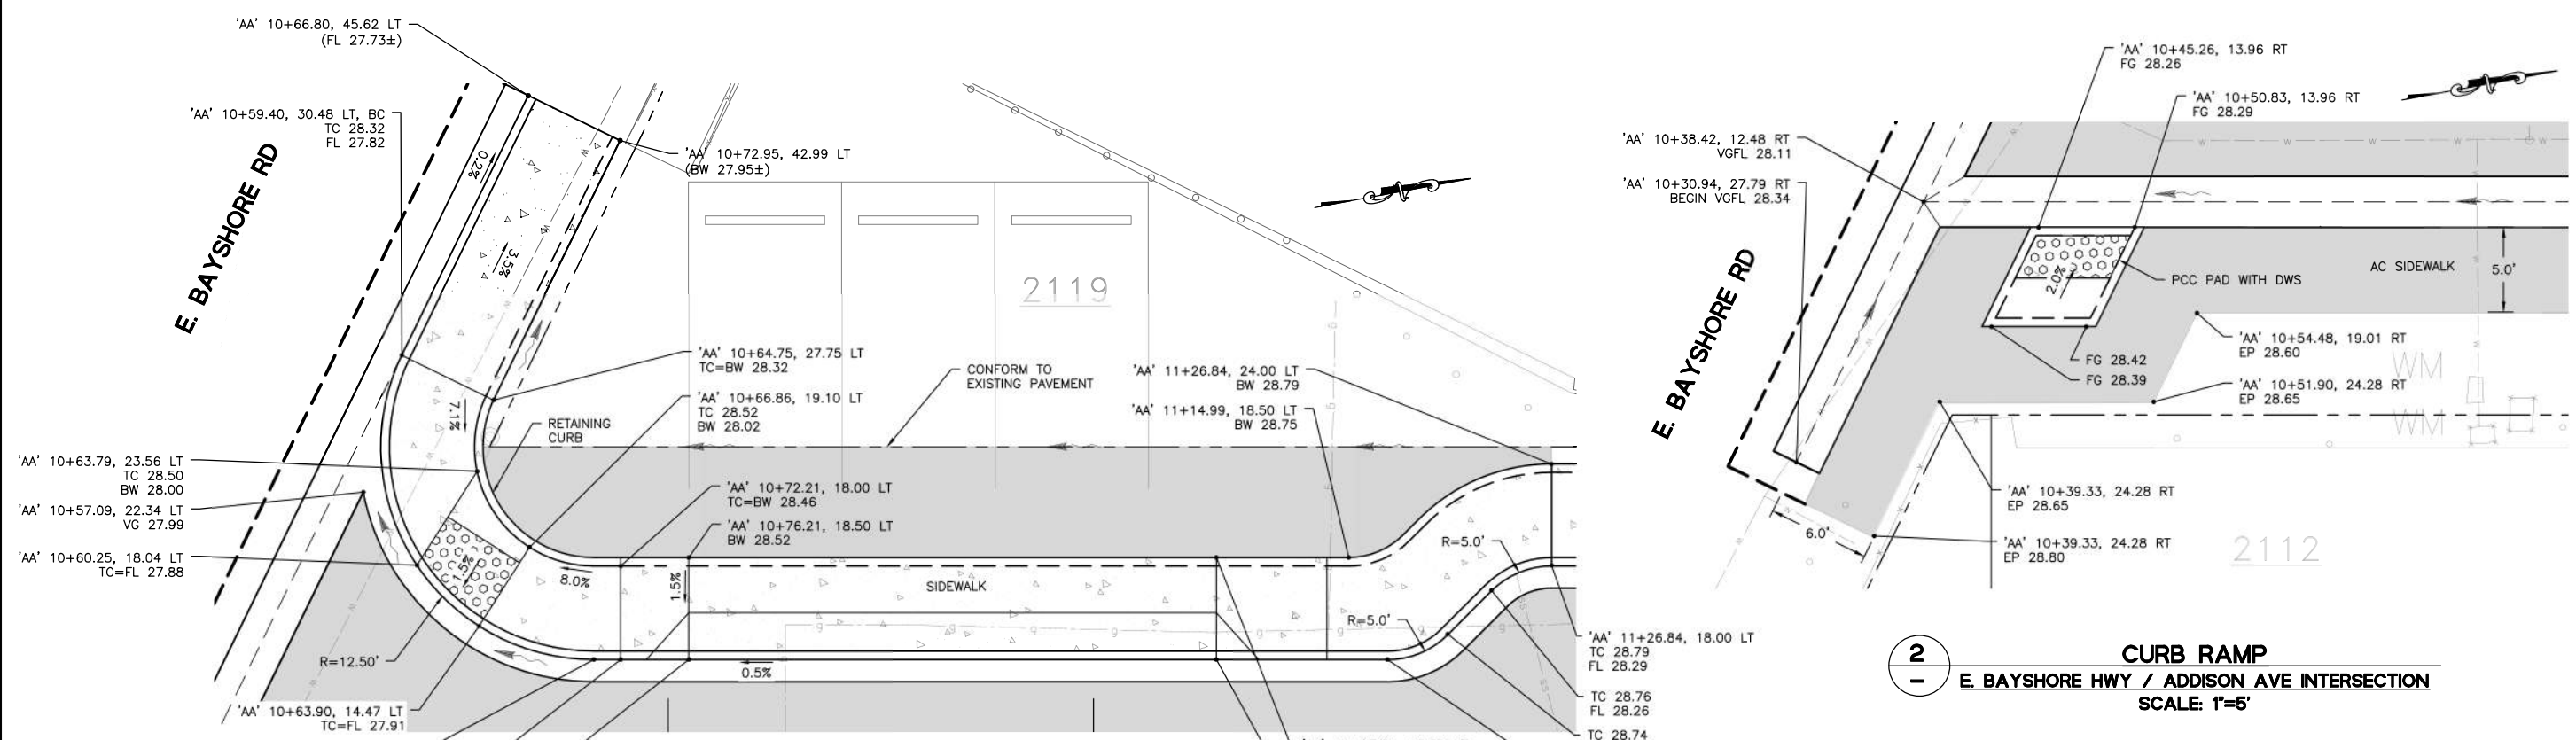 'AA' 10+66.80, 45.62 LT
(FL 27.73±)
'AA' 10+59.40, 30.48 LT, BC
TC 28.32
FL 27.82
E. BAYSHORE RD
0.2%
3.5%
'AA' 10+72.95, 42.99 LT
(BW 27.95±)
2119
'AA' 10+64.75, 27.75 LT
TC=BW 28.32
CONFORM TO
EXISTING PAVEMENT
'AA' 11+26.84, 24.00 LT
BW 28.79
'AA' 10+66.86, 19.10 LT
TC 28.52
BW 28.02
'AA' 11+14.99, 18.50 LT
BW 28.75
7.1%
RETAINING
CURB
'AA' 10+63.79, 23.56 LT
TC 28.50
BW 28.00
'AA' 10+57.09, 22.34 LT
VG 27.99
'AA' 10+60.25, 18.04 LT
TC=FL 27.88
'AA' 10+72.21, 18.00 LT
TC=BW 28.46
'AA' 10+76.21, 18.50 LT
BW 28.52
1.5%
8.0%
1.5%
SIDEWALK
R=5.0'
R=5.0'
R=12.50'
0.5%
'AA' 10+63.90, 14.47 LT
TC=FL 27.91
'AA' 11+26.84, 18.00 LT
TC 28.79
FL 28.29
TC 28.76
FL 28.26
TC 28.74
'AA' 10+45.26, 13.96 RT
FG 28.26
'AA' 10+50.83, 13.96 RT
FG 28.29
'AA' 10+38.42, 12.48 RT
VGFL 28.11
'AA' 10+30.94, 27.79 RT
BEGIN VGFL 28.34
E. BAYSHORE RD
2.0%
AC SIDEWALK
5.0'
PCC PAD WITH DWS
'AA' 10+54.48, 19.01 RT
EP 28.60
FG 28.42
FG 28.39
'AA' 10+51.90, 24.28 RT
EP 28.65
WM
WM
'AA' 10+39.33, 24.28 RT
EP 28.65
6.0'
'AA' 10+39.33, 24.28 RT
EP 28.80
2112
2
–
CURB RAMP
E. BAYSHORE HWY / ADDISON AVE INTERSECTION
SCALE: 1"=5'